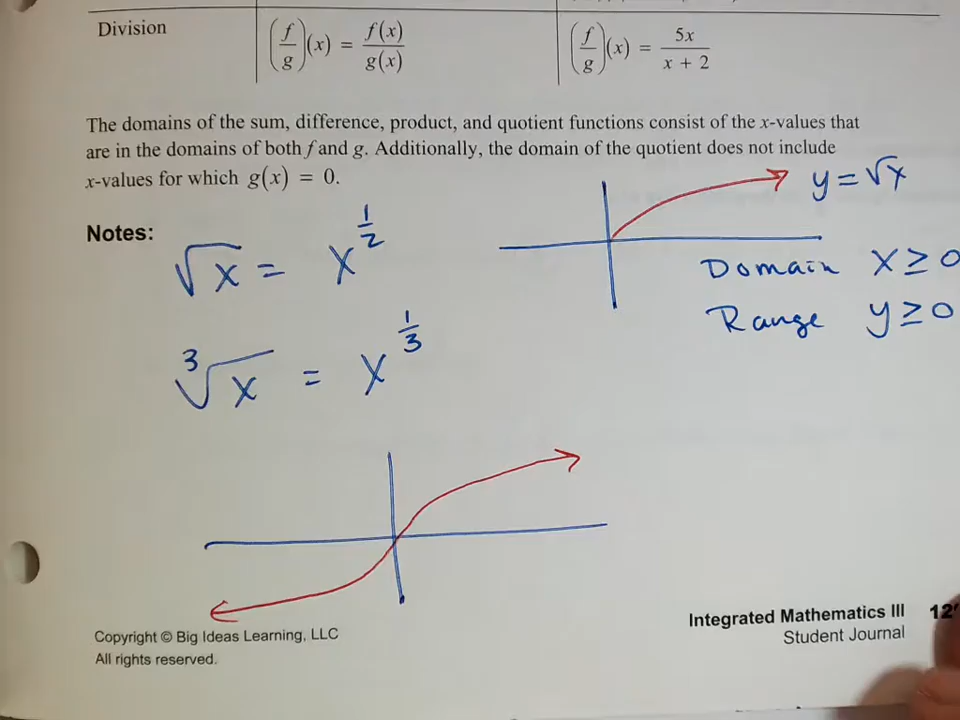 Division (f/g)(x) = f(x)/g(x) (f/g)(x) = 5x/(x + 2)
The domains of the sum, difference, product, and quotient functions consist of the x-values that
are in the domains of both f and g. Additionally, the domain of the quotient does not include
x-values for which g(x) = 0.
y = √x
Notes:
√x = x^(1/2)
Domain x ≥ 0
Range y ≥ 0
³√x = x^(1/3)
Integrated Mathematics III
Student Journal
Copyright © Big Ideas Learning, LLC
All rights reserved.